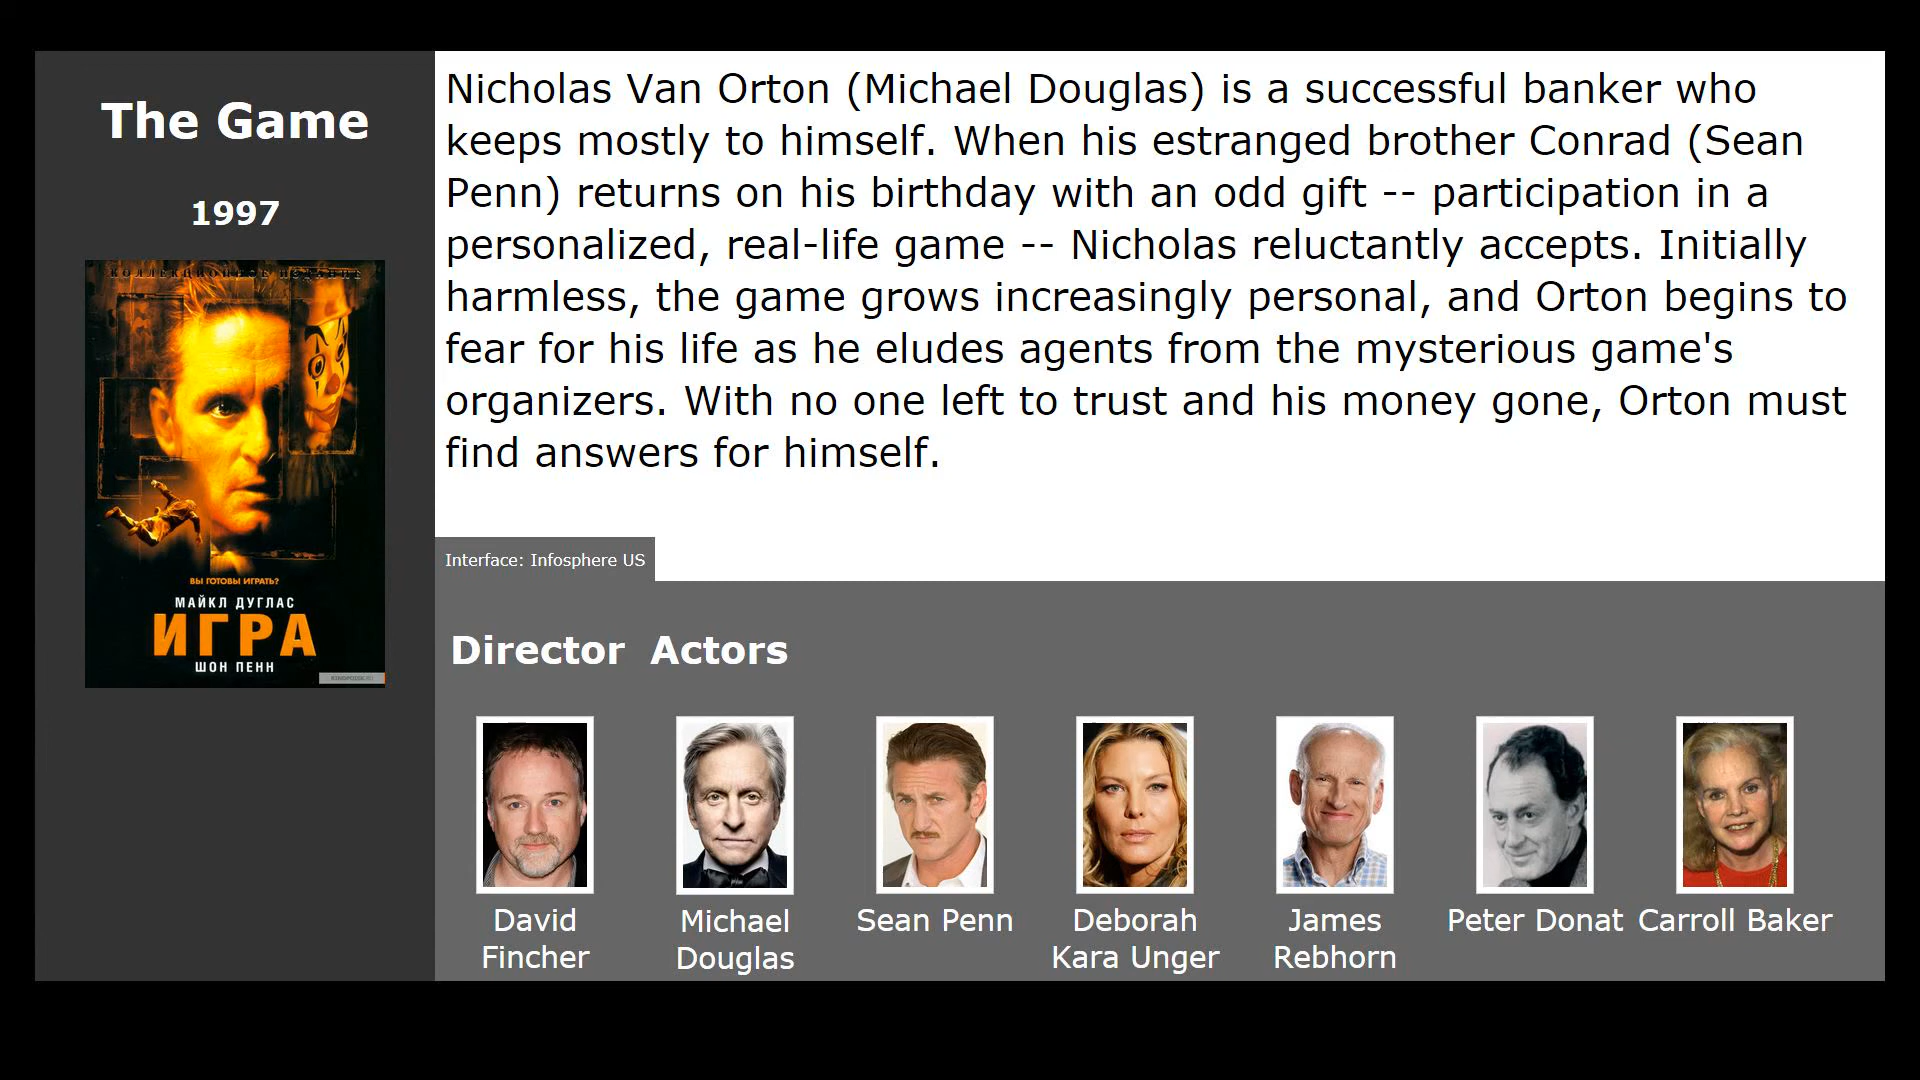 The Game
1997
КОЛЛЕКЦИОННОЕ ИЗДАНИЕ
ВЫ ГОТОВЫ ИГРАТЬ?
МАЙКЛ ДУГЛАС
ИГРА
ШОН ПЕНН
KINOPOISK.RU
Nicholas Van Orton (Michael Douglas) is a successful banker who
keeps mostly to himself. When his estranged brother Conrad (Sean
Penn) returns on his birthday with an odd gift -- participation in a
personalized, real-life game -- Nicholas reluctantly accepts. Initially
harmless, the game grows increasingly personal, and Orton begins to
fear for his life as he eludes agents from the mysterious game's
organizers. With no one left to trust and his money gone, Orton must
find answers for himself.
Interface: Infosphere US
Director Actors
David
Fincher
Michael
Douglas
Sean Penn
Deborah
Kara Unger
James
Rebhorn
Peter Donat
Carroll Baker